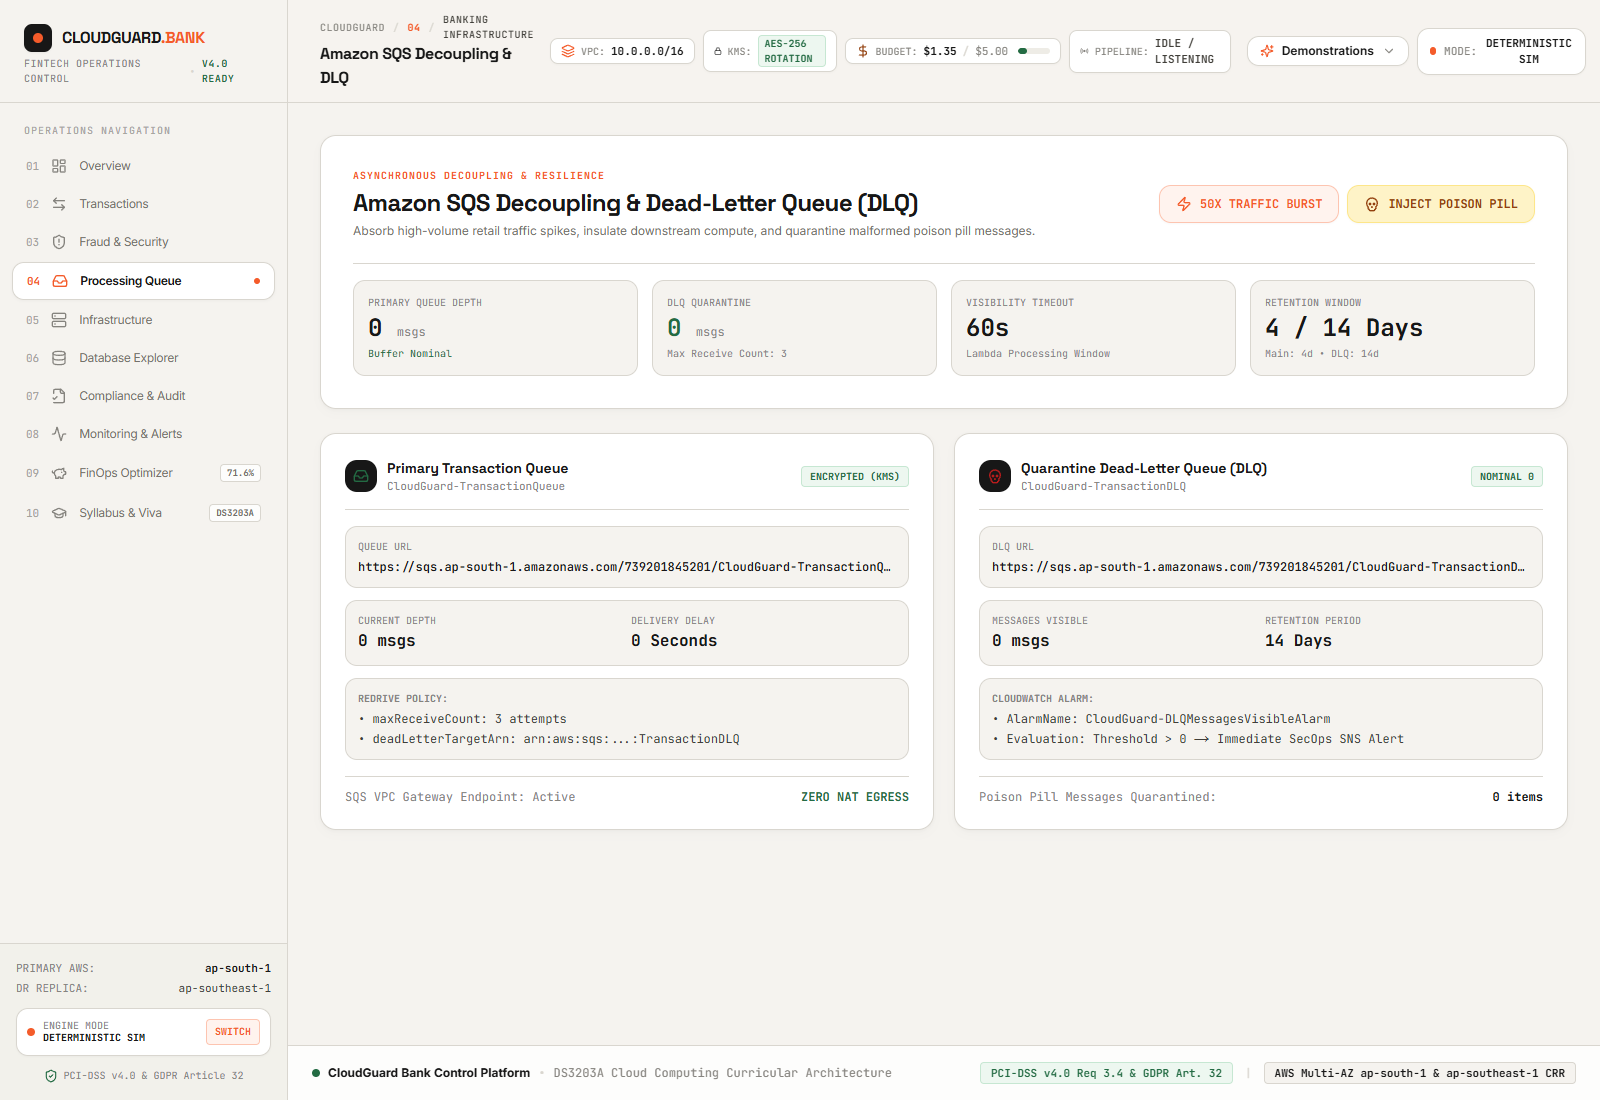 CLOUDGUARD.BANK
FINTECH OPERATIONS CONTROL • V4.0 READY
OPERATIONS NAVIGATION
01 Overview
02 Transactions
03 Fraud & Security
04 Processing Queue
05 Infrastructure
06 Database Explorer
07 Compliance & Audit
08 Monitoring & Alerts
09 FinOps Optimizer 71.6%
10 Syllabus & Viva DS3203A
PRIMARY AWS: ap-south-1
DR REPLICA: ap-southeast-1
ENGINE MODE
DETERMINISTIC SIM
SWITCH
PCI-DSS v4.0 & GDPR Article 32
CLOUDGUARD / 04 / BANKING INFRASTRUCTURE
Amazon SQS Decoupling &
DLQ
VPC: 10.0.0.0/16
KMS: AES-256 ROTATION
BUDGET: $1.35 / $5.00
PIPELINE: IDLE / LISTENING
Demonstrations
MODE: DETERMINISTIC SIM
ASYNCHRONOUS DECOUPLING & RESILIENCE
Amazon SQS Decoupling & Dead-Letter Queue (DLQ)
Absorb high-volume retail traffic spikes, insulate downstream compute, and quarantine malformed poison pill messages.
50X TRAFFIC BURST
INJECT POISON PILL
PRIMARY QUEUE DEPTH
0 msgs
Buffer Nominal
DLQ QUARANTINE
0 msgs
Max Receive Count: 3
VISIBILITY TIMEOUT
60s
Lambda Processing Window
RETENTION WINDOW
4 / 14 Days
Main: 4d • DLQ: 14d
Primary Transaction Queue
CloudGuard-TransactionQueue
ENCRYPTED (KMS)
QUEUE URL
https://sqs.ap-south-1.amazonaws.com/739201845201/CloudGuard-TransactionQ…
CURRENT DEPTH
0 msgs
DELIVERY DELAY
0 Seconds
REDRIVE POLICY:
• maxReceiveCount: 3 attempts
• deadLetterTargetArn: arn:aws:sqs:...:TransactionDLQ
SQS VPC Gateway Endpoint: Active
ZERO NAT EGRESS
Quarantine Dead-Letter Queue (DLQ)
CloudGuard-TransactionDLQ
NOMINAL 0
DLQ URL
https://sqs.ap-south-1.amazonaws.com/739201845201/CloudGuard-TransactionD…
MESSAGES VISIBLE
0 msgs
RETENTION PERIOD
14 Days
CLOUDWATCH ALARM:
• AlarmName: CloudGuard-DLQMessagesVisibleAlarm
• Evaluation: Threshold > 0 → Immediate SecOps SNS Alert
Poison Pill Messages Quarantined:
0 items
CloudGuard Bank Control Platform • DS3203A Cloud Computing Curricular Architecture
PCI-DSS v4.0 Req 3.4 & GDPR Art. 32 | AWS Multi-AZ ap-south-1 & ap-southeast-1 CRR